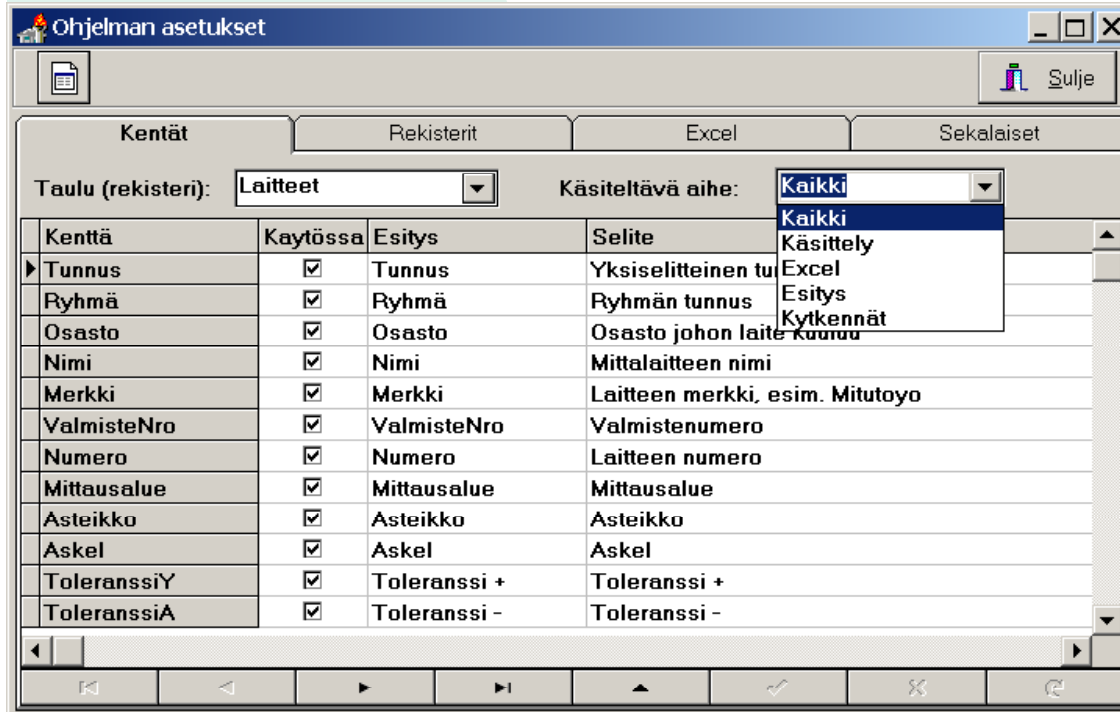 Ohjelman asetukset
Sulje
Kentät Rekisterit Excel Sekalaiset
Taulu (rekisteri): Laitteet Käsiteltävä aihe: Kaikki
Kaikki
Käsittely
Excel
Esitys
Kytkennät
Kenttä Kaytössa Esitys Selite
Tunnus Tunnus Yksiselitteinen
Ryhmä Ryhmä Ryhmän tunnus
Osasto Osasto Osasto johon laite kuuluu
Nimi Nimi Mittalaitteen nimi
Merkki Merkki Laitteen merkki, esim. Mitutoyo
ValmisteNro ValmisteNro Valmistenumero
Numero Numero Laitteen numero
Mittausalue Mittausalue Mittausalue
Asteikko Asteikko Asteikko
Askel Askel Askel
ToleranssiY Toleranssi + Toleranssi +
ToleranssiA Toleranssi - Toleranssi -